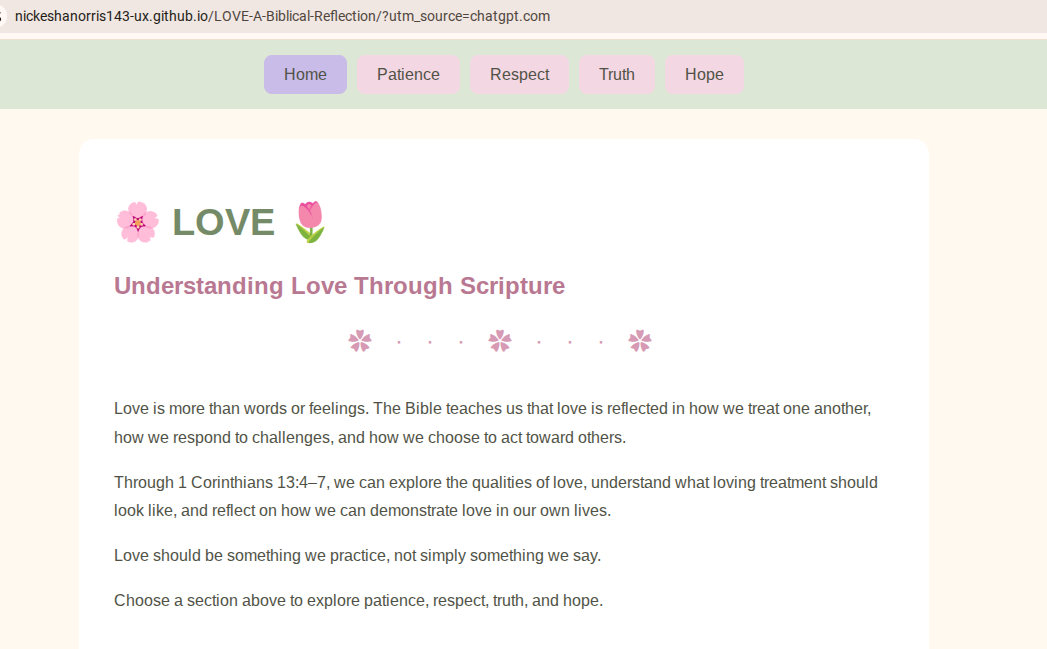 nickeshanorris143-ux.github.io/LOVE-A-Biblical-Reflection/?utm_source=chatgpt.com
Home Patience Respect Truth Hope
🌸 LOVE 🌷
Understanding Love Through Scripture
Love is more than words or feelings. The Bible teaches us that love is reflected in how we treat one another,
how we respond to challenges, and how we choose to act toward others.
Through 1 Corinthians 13:4–7, we can explore the qualities of love, understand what loving treatment should
look like, and reflect on how we can demonstrate love in our own lives.
Love should be something we practice, not simply something we say.
Choose a section above to explore patience, respect, truth, and hope.